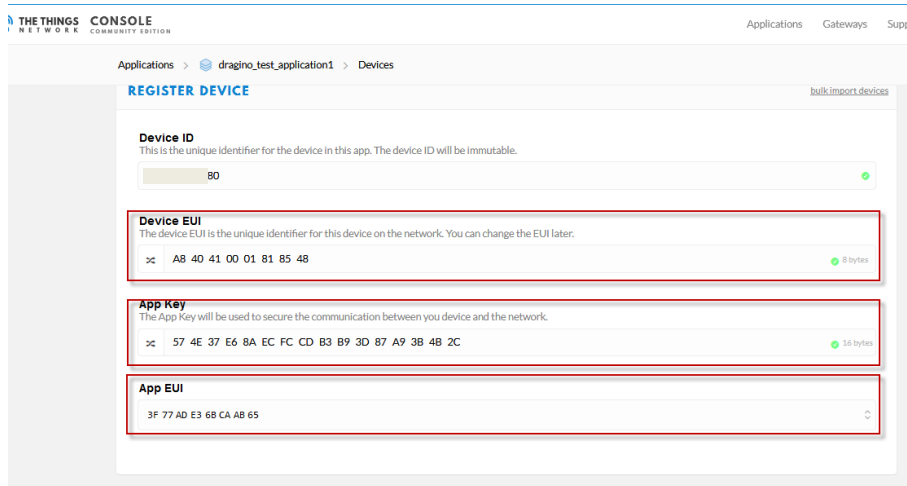 THE THINGS NETWORK CONSOLE COMMUNITY EDITION
Applications Gateways Supp
Applications > dragino_test_application1 > Devices
REGISTER DEVICE bulk import devices
Device ID
This is the unique identifier for the device in this app. The device ID will be immutable.
80
Device EUI
The device EUI is the unique identifier for this device on the network. You can change the EUI later.
A8 40 41 00 01 81 85 48 8 bytes
App Key
The App Key will be used to secure the communication between you device and the network.
57 4E 37 E6 8A EC FC CD B3 B9 3D 87 A9 3B 4B 2C 16 bytes
App EUI
3F 77 AD E3 6B CA AB 65